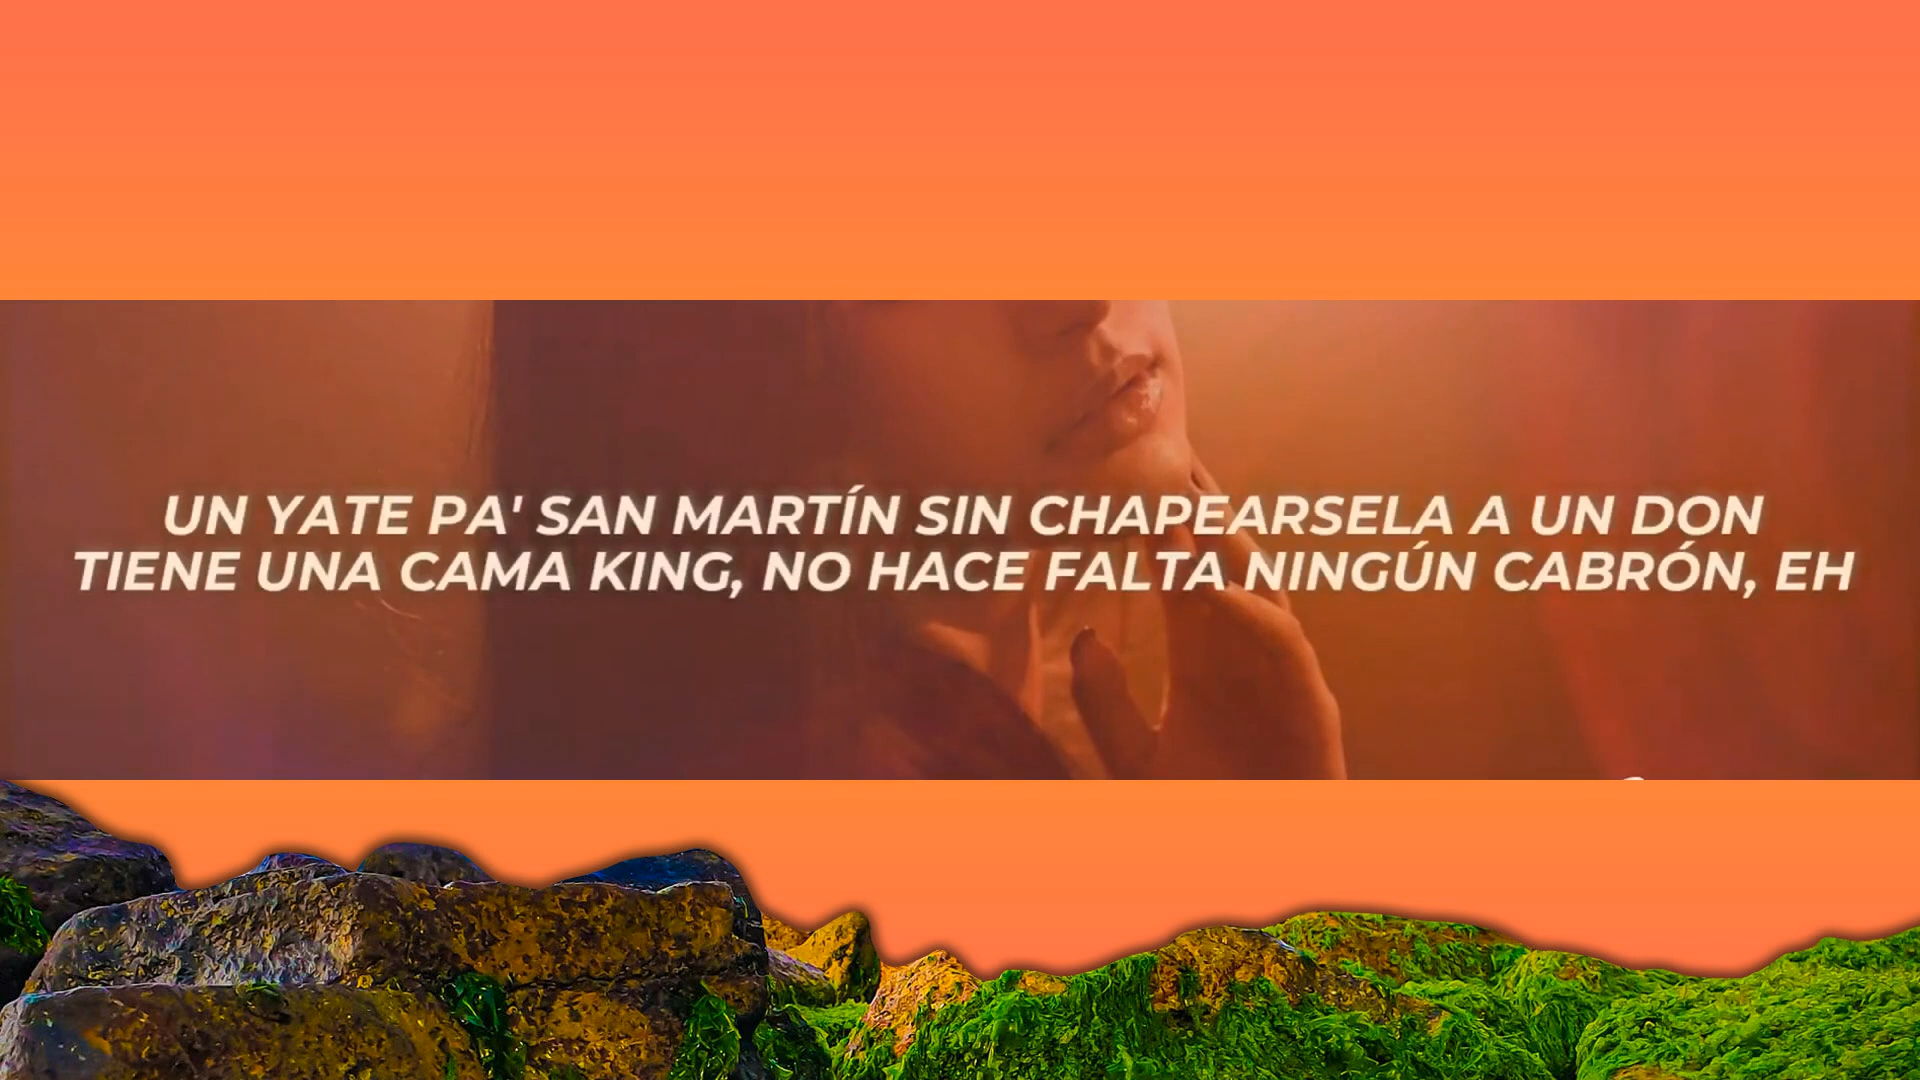 UN YATE PA' SAN MARTÍN SIN CHAPEARSELA A UN DON
TIENE UNA CAMA KING, NO HACE FALTA NINGÚN CABRÓN, EH